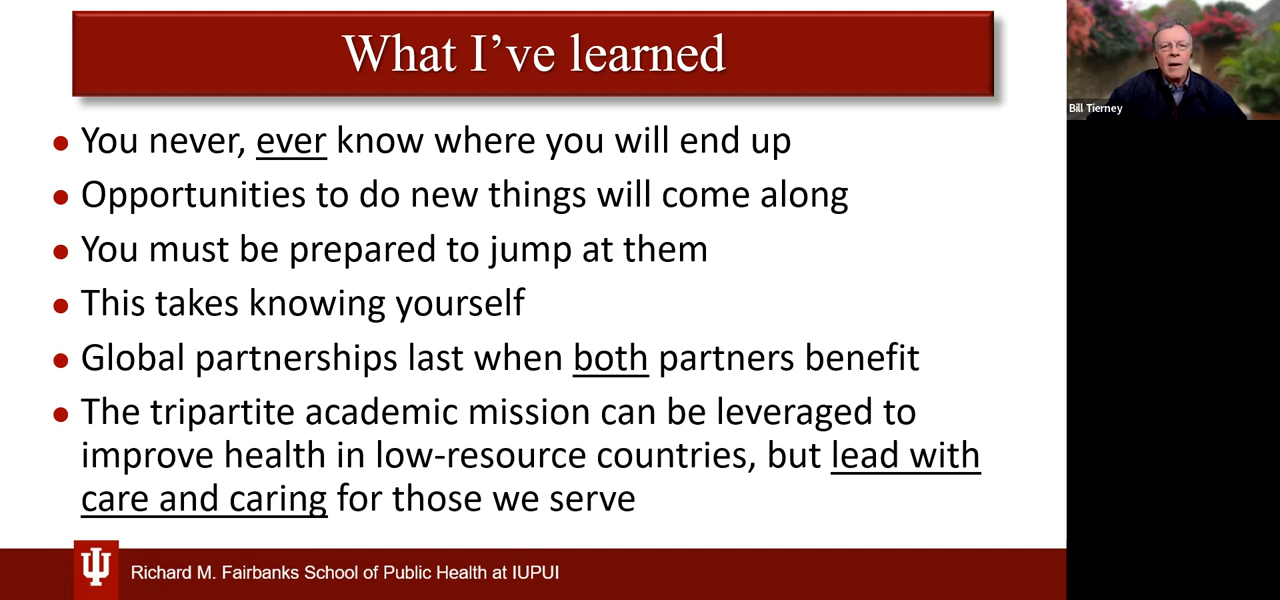 What I've learned
Bill Tierney
• You never, ever know where you will end up
• Opportunities to do new things will come along
• You must be prepared to jump at them
• This takes knowing yourself
• Global partnerships last when both partners benefit
• The tripartite academic mission can be leveraged to
improve health in low-resource countries, but lead with
care and caring for those we serve
Richard M. Fairbanks School of Public Health at IUPUI